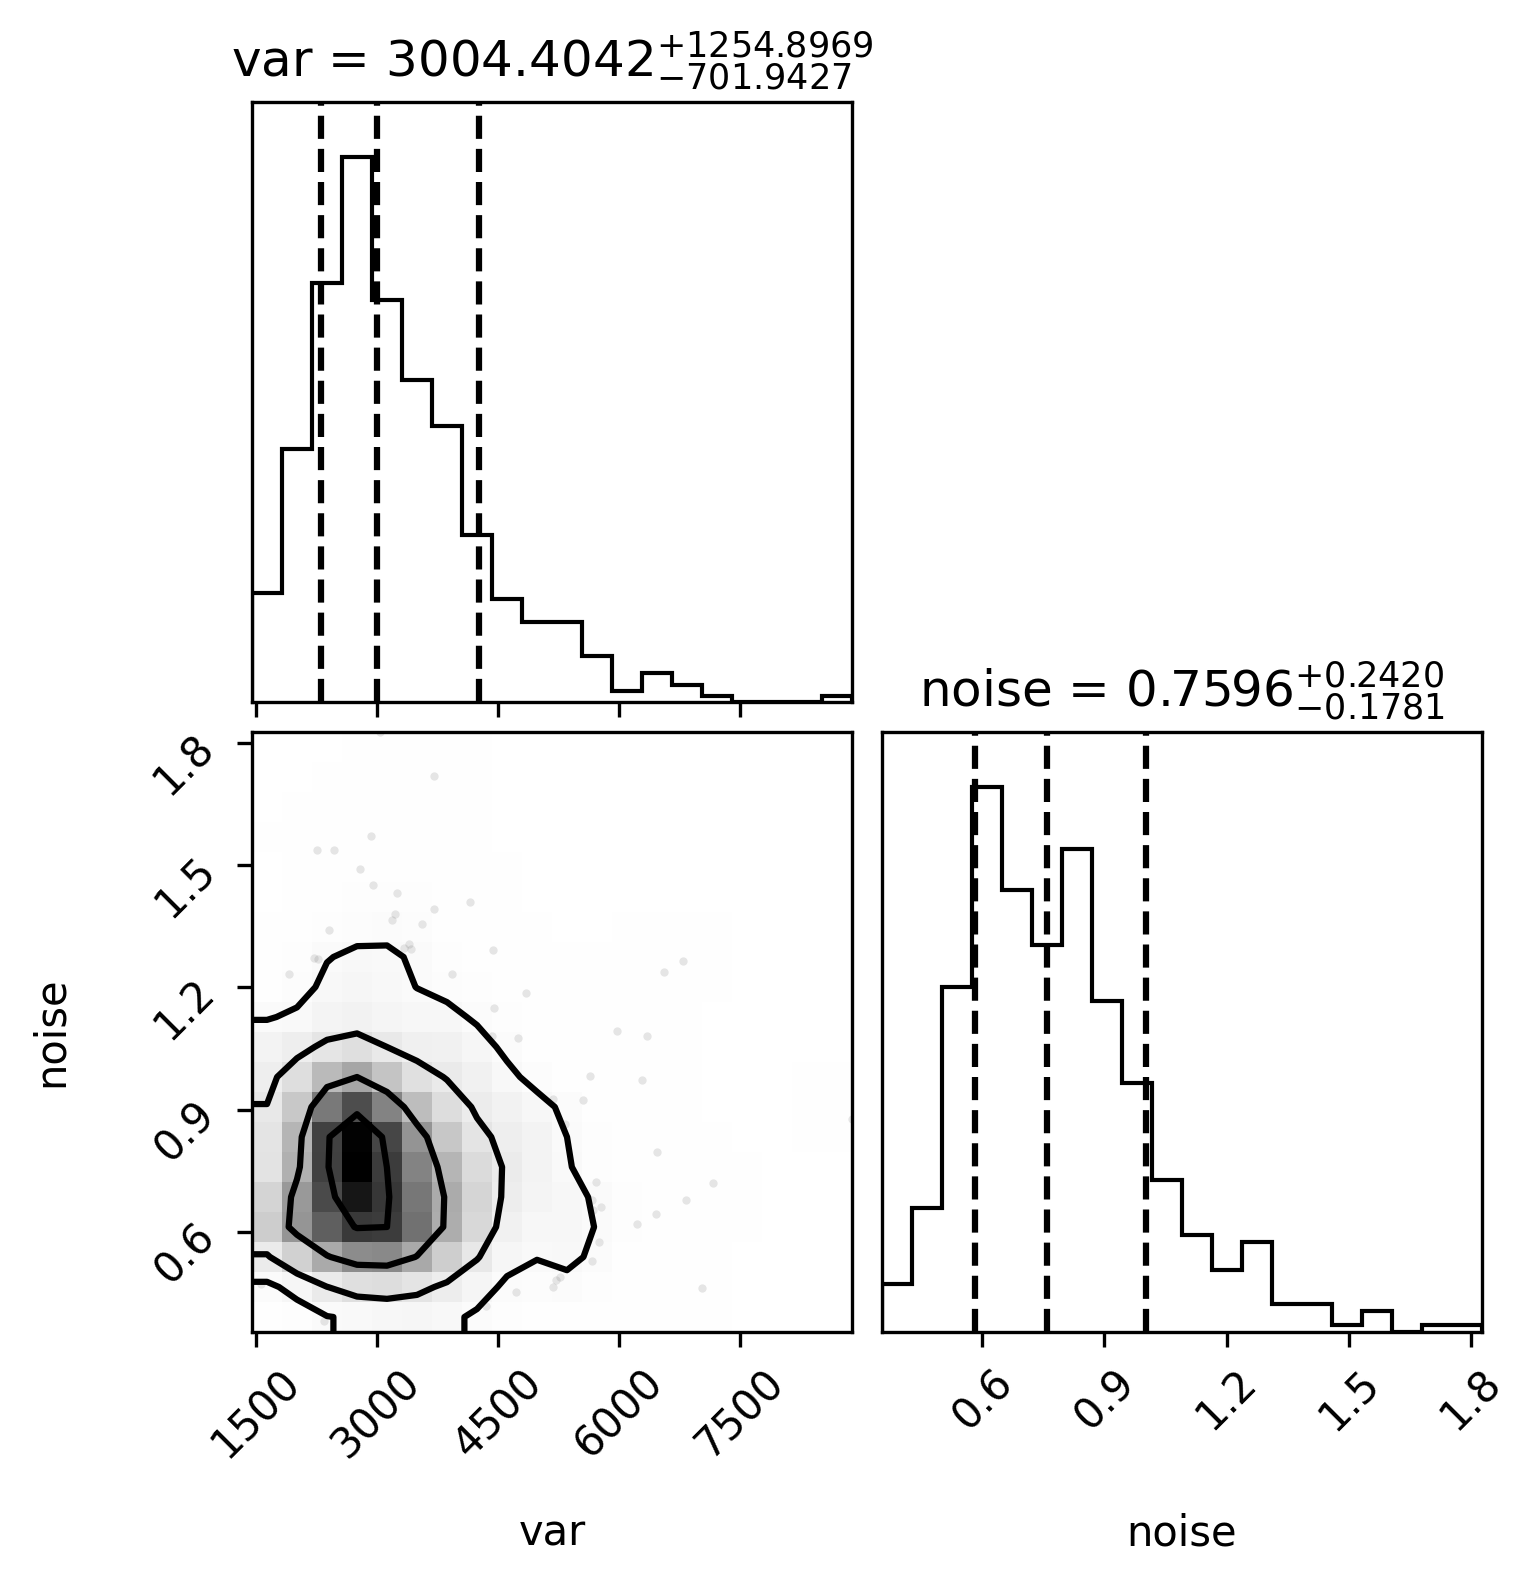 var = 3004.4042+1254.8969−701.9427
noise = 0.7596+0.2420−0.1781
1.8
1.5
1.2
0.9
0.6
noise
1500 3000 4500 6000 7500
0.6 0.9 1.2 1.5 1.8
var
noise